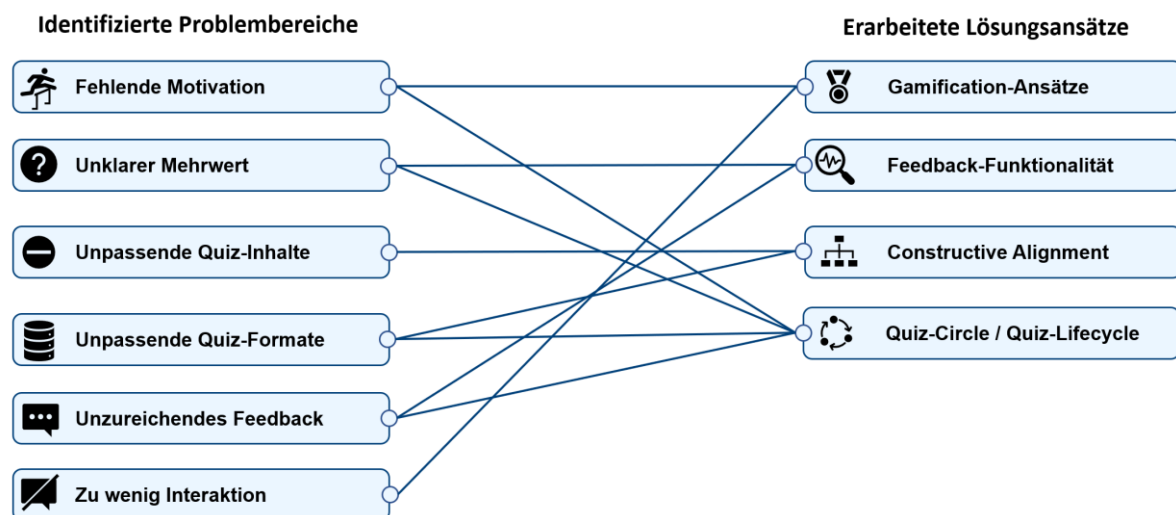 Identifizierte Problembereiche
Fehlende Motivation
Unklarer Mehrwert
Unpassende Quiz-Inhalte
Unpassende Quiz-Formate
Unzureichendes Feedback
Zu wenig Interaktion
Erarbeitete Lösungsansätze
Gamification-Ansätze
Feedback-Funktionalität
Constructive Alignment
Quiz-Circle / Quiz-Lifecycle